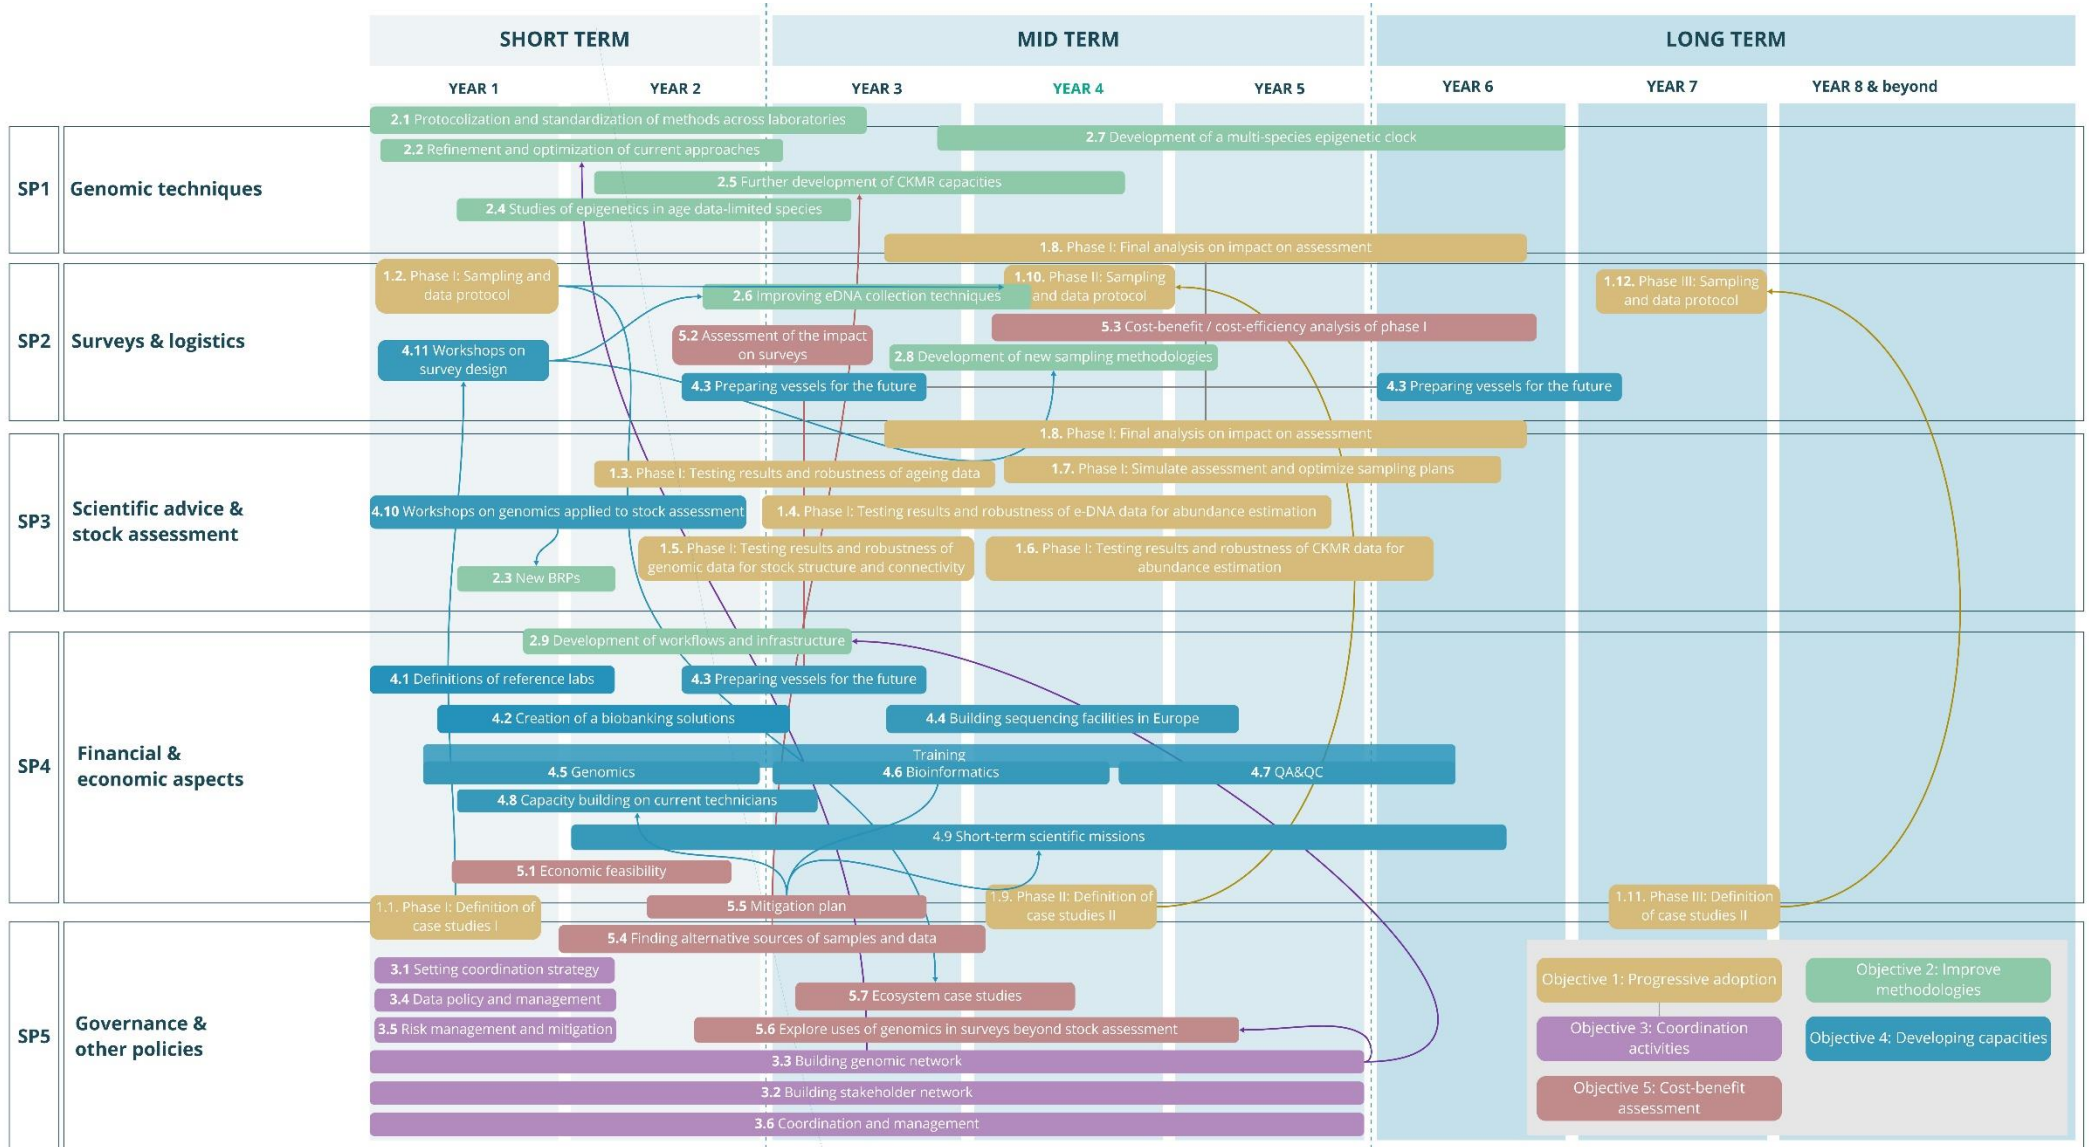 SHORT TERM
MID TERM
LONG TERM
YEAR 1
YEAR 2
YEAR 3
YEAR 4
YEAR 5
YEAR 6
YEAR 7
YEAR 8 & beyond
SP1
Genomic techniques
2.1 Protocolization and standardization of methods across laboratories
2.7 Development of a multi-species epigenetic clock
2.2 Refinement and optimization of current approaches
2.5 Further development of CKMR capacities
2.4 Studies of epigenetics in age data-limited species
1.8. Phase I: Final analysis on impact on assessment
SP2
Surveys & logistics
1.2. Phase I: Sampling and
data protocol
1.10. Phase II: Sampling
and data protocol
1.12. Phase III: Sampling
and data protocol
2.6 Improving eDNA collection techniques
5.2 Assessment of the impact
on surveys
5.3 Cost-benefit / cost-efficiency analysis of phase I
4.11 Workshops on
survey design
2.8 Development of new sampling methodologies
4.3 Preparing vessels for the future
4.3 Preparing vessels for the future
SP3
Scientific advice &
stock assessment
1.8. Phase I: Final analysis on impact on assessment
1.3. Phase I: Testing results and robustness of ageing data
1.7. Phase I: Simulate assessment and optimize sampling plans
4.10 Workshops on genomics applied to stock assessment
1.4. Phase I: Testing results and robustness of e-DNA data for abundance estimation
1.5. Phase I: Testing results and robustness of
genomic data for stock structure and connectivity
1.6. Phase I: Testing results and robustness of CKMR data for
abundance estimation
2.3 New BRPs
SP4
Financial &
economic aspects
2.9 Development of workflows and infrastructure
4.1 Definitions of reference labs
4.3 Preparing vessels for the future
4.2 Creation of a biobanking solutions
4.4 Building sequencing facilities in Europe
Training
4.5 Genomics
4.6 Bioinformatics
4.7 QA&QC
4.8 Capacity building on current technicians
4.9 Short-term scientific missions
5.1 Economic feasibility
1.1. Phase I: Definition of
case studies I
5.5 Mitigation plan
1.9. Phase II: Definition of
case studies II
1.11. Phase III: Definition
of case studies II
SP5
Governance &
other policies
5.4 Finding alternative sources of samples and data
3.1 Setting coordination strategy
3.4 Data policy and management
5.7 Ecosystem case studies
3.5 Risk management and mitigation
5.6 Explore uses of genomics in surveys beyond stock assessment
3.3 Building genomic network
3.2 Building stakeholder network
3.6 Coordination and management
Objective 1: Progressive adoption
Objective 2: Improve
methodologies
Objective 3: Coordination
activities
Objective 4: Developing capacities
Objective 5: Cost-benefit
assessment